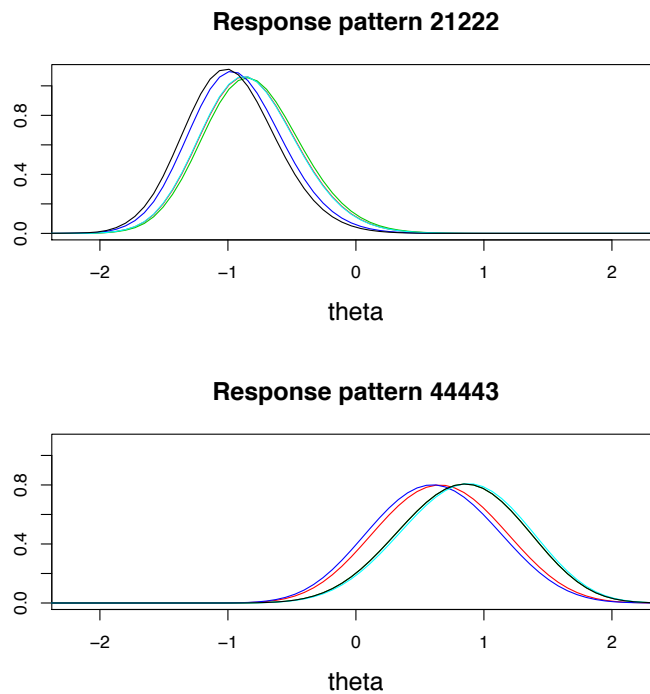 Response pattern 21222
0.8
0.4
0.0
−2 −1 0 1 2
theta
Response pattern 44443
0.8
0.4
0.0
−2 −1 0 1 2
theta